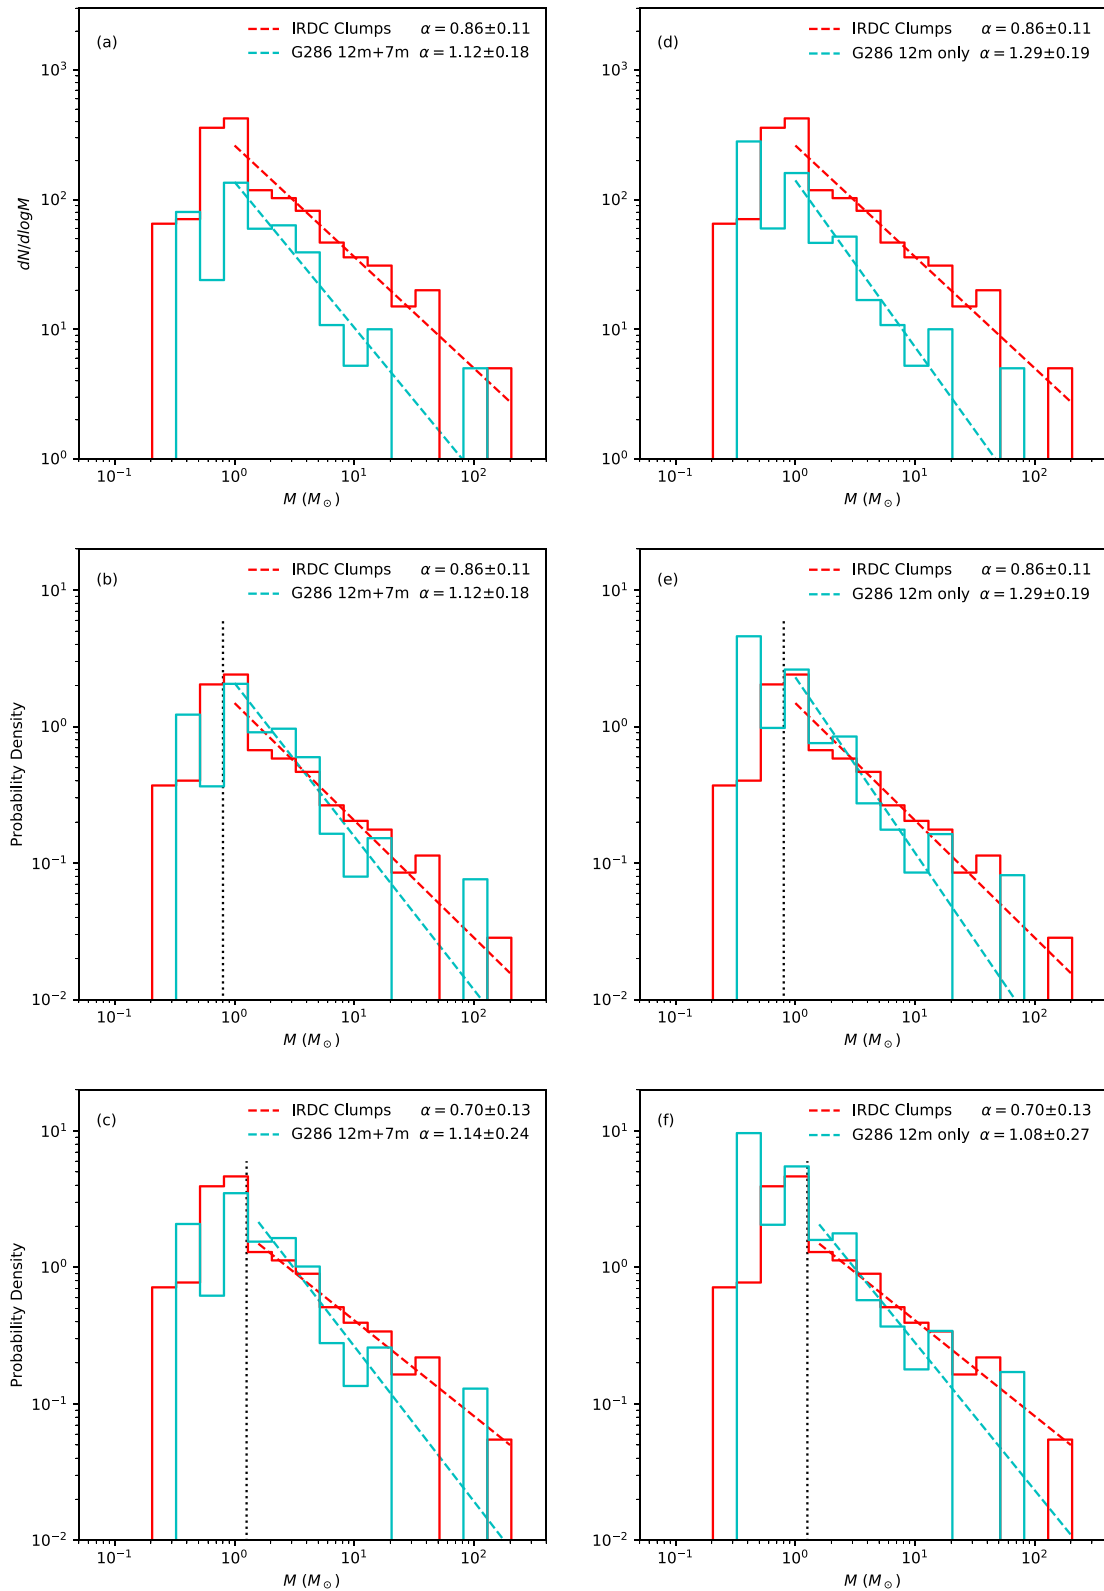 (a)
IRDC Clumps α = 0.86±0.11
G286 12m+7m α = 1.12±0.18
10³
10²
10¹
10⁰
dN/dlogM
10⁻¹ 10⁰ 10¹ 10²
M (M⊙)
(d)
IRDC Clumps α = 0.86±0.11
G286 12m only α = 1.29±0.19
10³
10²
10¹
10⁰
10⁻¹ 10⁰ 10¹ 10²
M (M⊙)
(b)
IRDC Clumps α = 0.86±0.11
G286 12m+7m α = 1.12±0.18
10¹
10⁰
10⁻¹
10⁻²
Probability Density
10⁻¹ 10⁰ 10¹ 10²
M (M⊙)
(e)
IRDC Clumps α = 0.86±0.11
G286 12m only α = 1.29±0.19
10¹
10⁰
10⁻¹
10⁻²
10⁻¹ 10⁰ 10¹ 10²
M (M⊙)
(c)
IRDC Clumps α = 0.70±0.13
G286 12m+7m α = 1.14±0.24
10¹
10⁰
10⁻¹
10⁻²
Probability Density
10⁻¹ 10⁰ 10¹ 10²
M (M⊙)
(f)
IRDC Clumps α = 0.70±0.13
G286 12m only α = 1.08±0.27
10¹
10⁰
10⁻¹
10⁻²
10⁻¹ 10⁰ 10¹ 10²
M (M⊙)